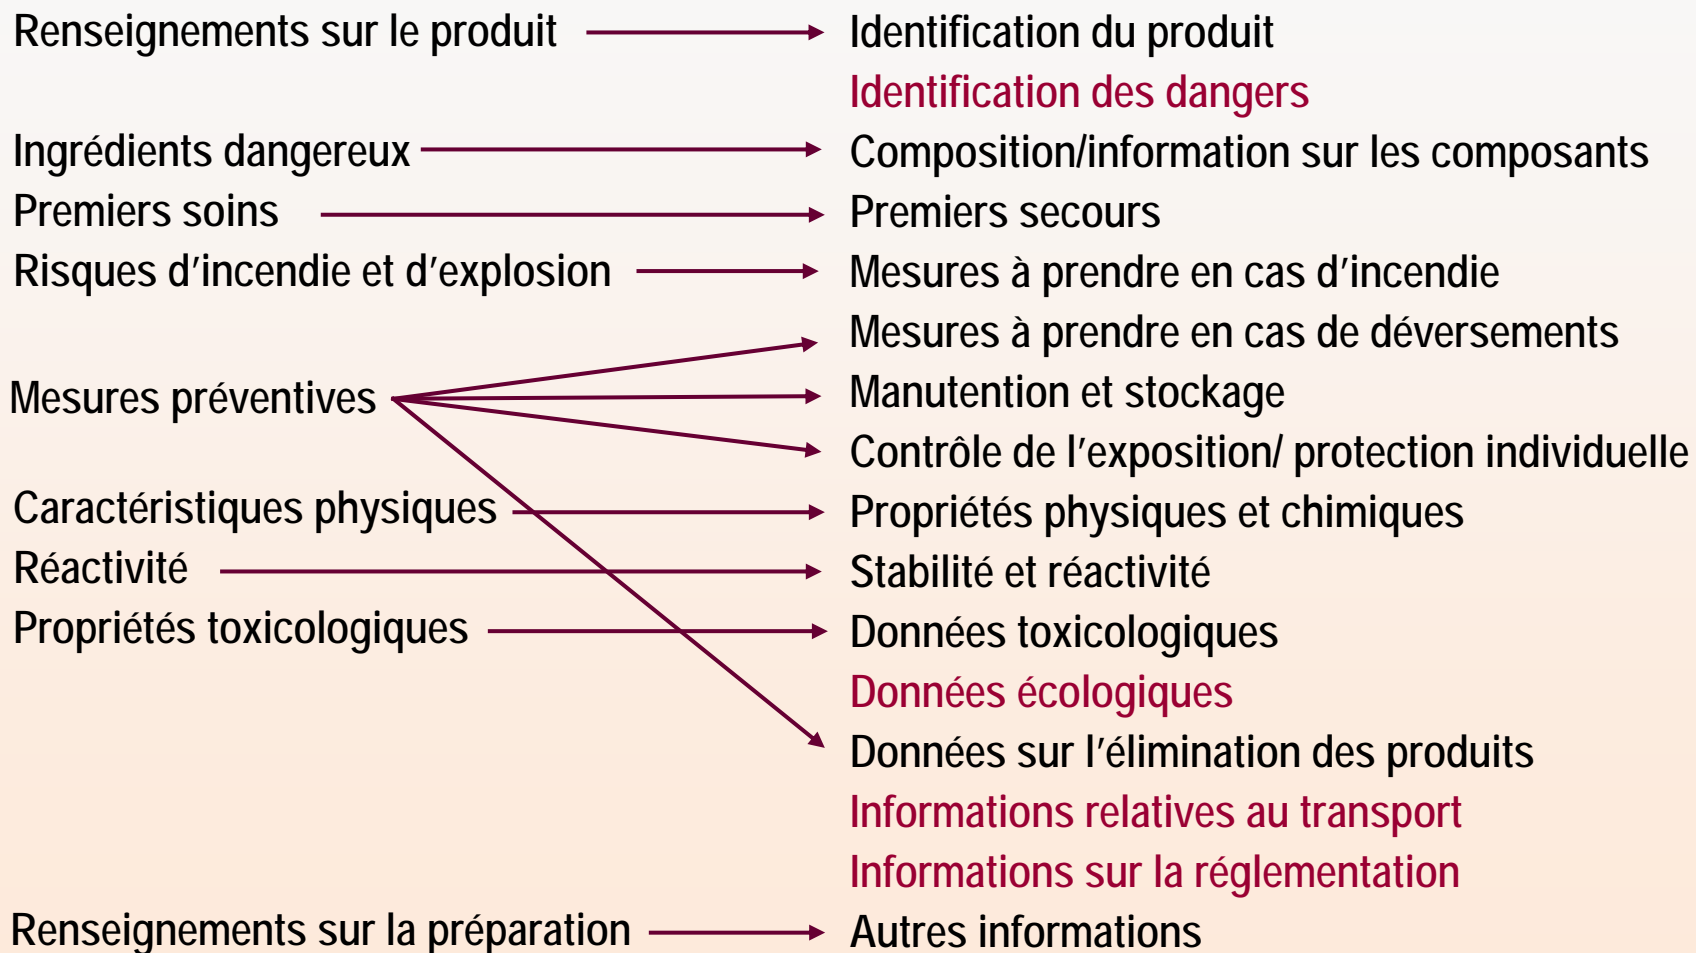 Renseignements sur le produit
Identification du produit
Identification des dangers
Ingrédients dangereux
Composition/information sur les composants
Premiers soins
Premiers secours
Risques d'incendie et d'explosion
Mesures à prendre en cas d'incendie
Mesures à prendre en cas de déversements
Mesures préventives
Manutention et stockage
Contrôle de l'exposition/ protection individuelle
Caractéristiques physiques
Propriétés physiques et chimiques
Réactivité
Stabilité et réactivité
Propriétés toxicologiques
Données toxicologiques
Données écologiques
Données sur l'élimination des produits
Informations relatives au transport
Informations sur la réglementation
Renseignements sur la préparation
Autres informations